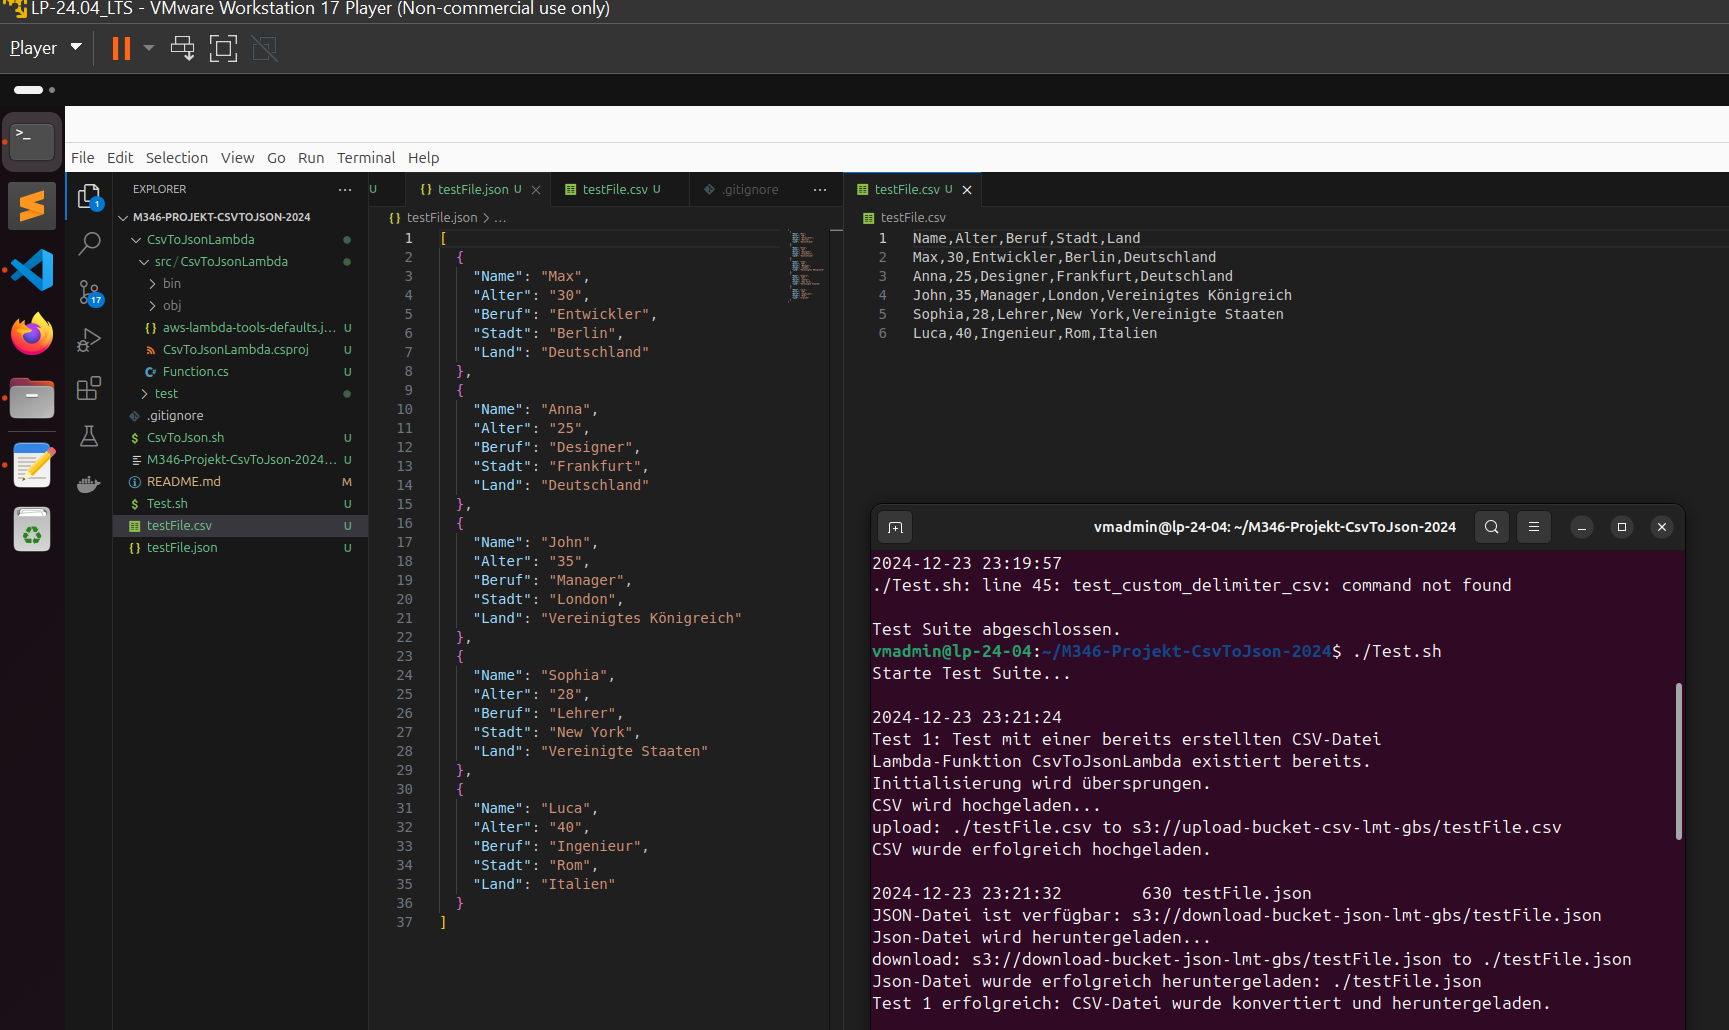 LP-24.04_LTS - VMware Workstation 17 Player (Non-commercial use only)
Player
File Edit Selection View Go Run Terminal Help
EXPLORER
M346-PROJEKT-CSVTOJSON-2024
CsvToJsonLambda
src/CsvToJsonLambda
bin
obj
aws-lambda-tools-defaults.j... U
CsvToJsonLambda.csproj U
Function.cs U
test
.gitignore
CsvToJson.sh U
M346-Projekt-CsvToJson-2024... U
README.md M
Test.sh U
testFile.csv U
testFile.json U
1
17
U testFile.json U testFile.csv U .gitignore
testFile.json > ...
1 [
2 {
3 "Name": "Max",
4 "Alter": "30",
5 "Beruf": "Entwickler",
6 "Stadt": "Berlin",
7 "Land": "Deutschland"
8 },
9 {
10 "Name": "Anna",
11 "Alter": "25",
12 "Beruf": "Designer",
13 "Stadt": "Frankfurt",
14 "Land": "Deutschland"
15 },
16 {
17 "Name": "John",
18 "Alter": "35",
19 "Beruf": "Manager",
20 "Stadt": "London",
21 "Land": "Vereinigtes Königreich"
22 },
23 {
24 "Name": "Sophia",
25 "Alter": "28",
26 "Beruf": "Lehrer",
27 "Stadt": "New York",
28 "Land": "Vereinigte Staaten"
29 },
30 {
31 "Name": "Luca",
32 "Alter": "40",
33 "Beruf": "Ingenieur",
34 "Stadt": "Rom",
35 "Land": "Italien"
36 }
37 ]
testFile.csv U
testFile.csv
1 Name,Alter,Beruf,Stadt,Land
2 Max,30,Entwickler,Berlin,Deutschland
3 Anna,25,Designer,Frankfurt,Deutschland
4 John,35,Manager,London,Vereinigtes Königreich
5 Sophia,28,Lehrer,New York,Vereinigte Staaten
6 Luca,40,Ingenieur,Rom,Italien
vmadmin@lp-24-04: ~/M346-Projekt-CsvToJson-2024
2024-12-23 23:19:57
./Test.sh: line 45: test_custom_delimiter_csv: command not found
Test Suite abgeschlossen.
vmadmin@lp-24-04:~/M346-Projekt-CsvToJson-2024$ ./Test.sh
Starte Test Suite...
2024-12-23 23:21:24
Test 1: Test mit einer bereits erstellten CSV-Datei
Lambda-Funktion CsvToJsonLambda existiert bereits.
Initialisierung wird übersprungen.
CSV wird hochgeladen...
upload: ./testFile.csv to s3://upload-bucket-csv-lmt-gbs/testFile.csv
CSV wurde erfolgreich hochgeladen.
2024-12-23 23:21:32 630 testFile.json
JSON-Datei ist verfügbar: s3://download-bucket-json-lmt-gbs/testFile.json
Json-Datei wird heruntergeladen...
download: s3://download-bucket-json-lmt-gbs/testFile.json to ./testFile.json
Json-Datei wurde erfolgreich heruntergeladen: ./testFile.json
Test 1 erfolgreich: CSV-Datei wurde konvertiert und heruntergeladen.